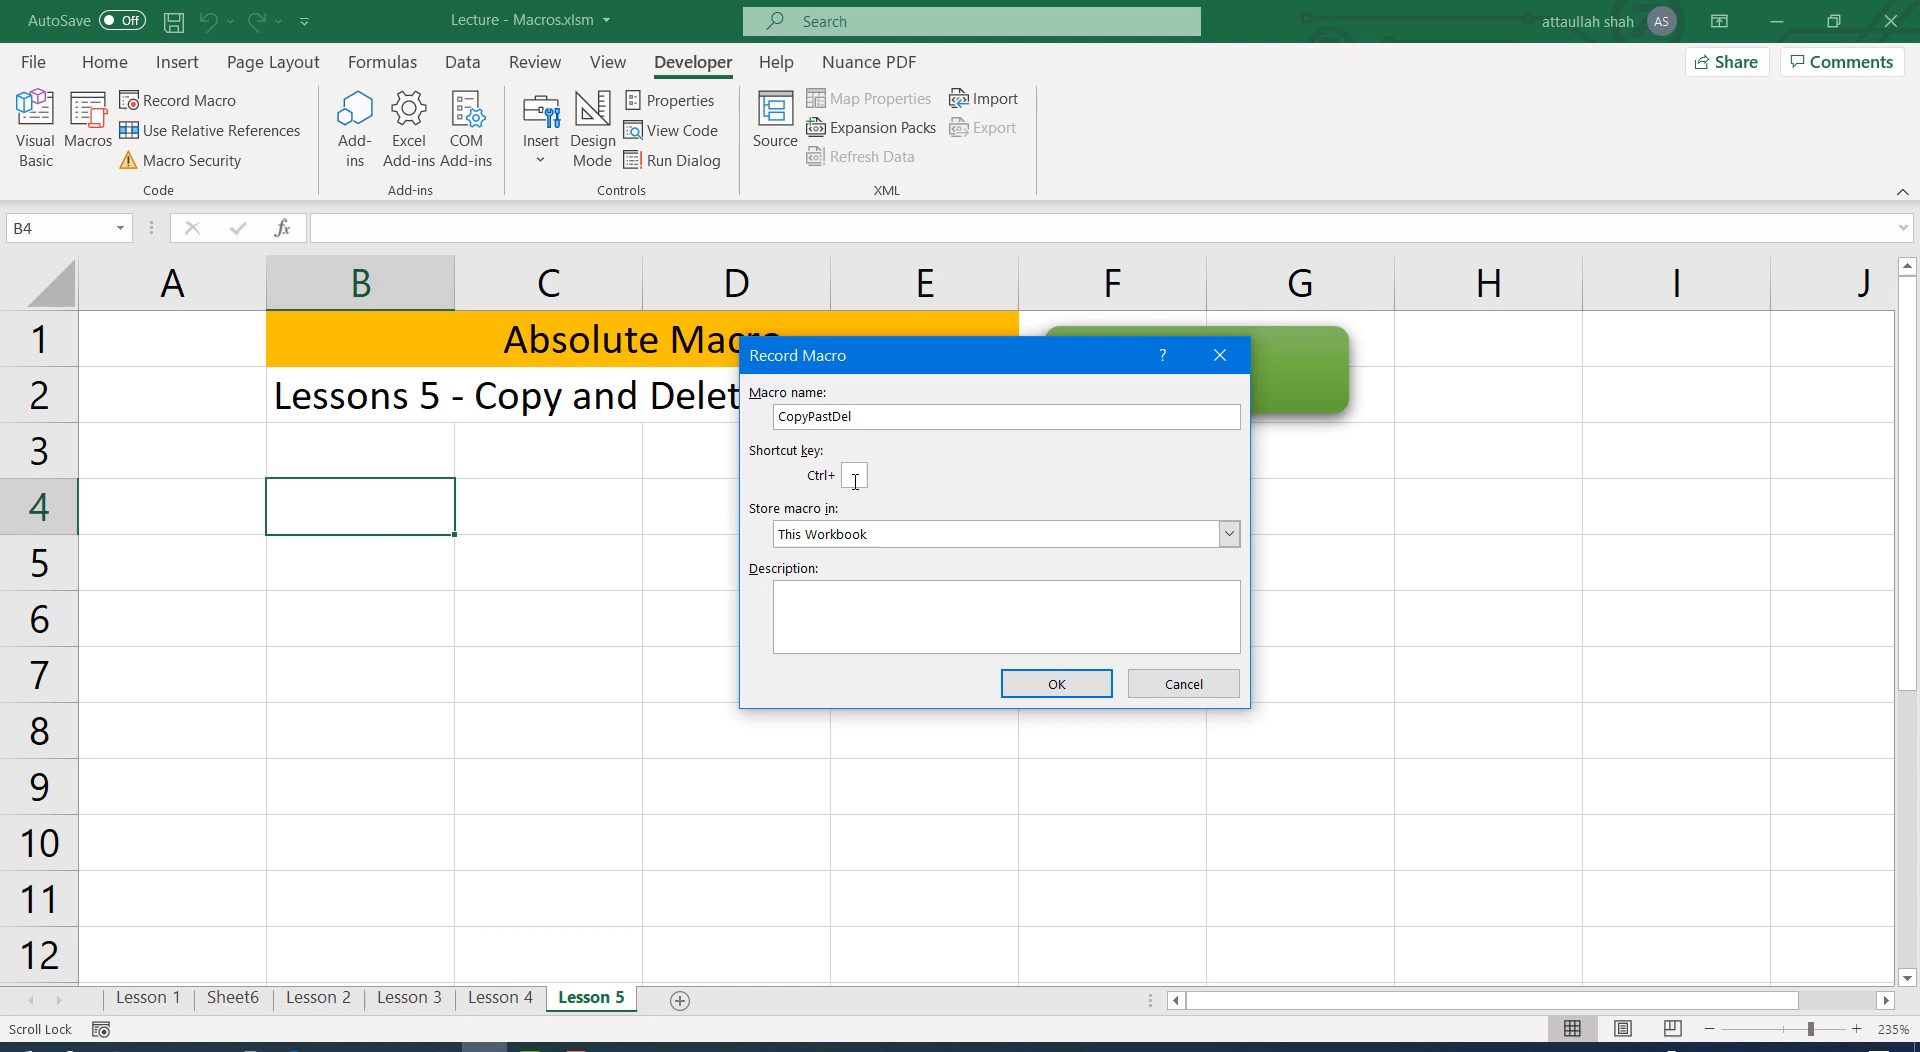 AutoSave Off Lecture - Macros.xlsm Search attaullah shah AS
File Home Insert Page Layout Formulas Data Review View Developer Help Nuance PDF Share Comments
Visual Basic
Macros
Record Macro
Use Relative References
Macro Security
Code
Add-ins
Excel Add-ins
COM Add-ins
Add-ins
Insert
Design Mode
Properties
View Code
Run Dialog
Controls
Source
Map Properties
Expansion Packs
Refresh Data
Import
Export
XML
B4 fx
A B C D E F G H I J
1 Absolute Macro
2 Lessons 5 - Copy and Delet
3
4
5
6
7
8
9
10
11
12
Record Macro ?
Macro name:
CopyPastDel
Shortcut key:
Ctrl+
Store macro in:
This Workbook
Description:
OK Cancel
Lesson 1 Sheet6 Lesson 2 Lesson 3 Lesson 4 Lesson 5
Scroll Lock 235%